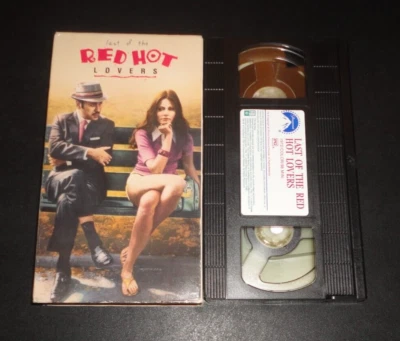 last of the
RED HOT
LOVERS
LAST OF THE RED
HOT LOVERS